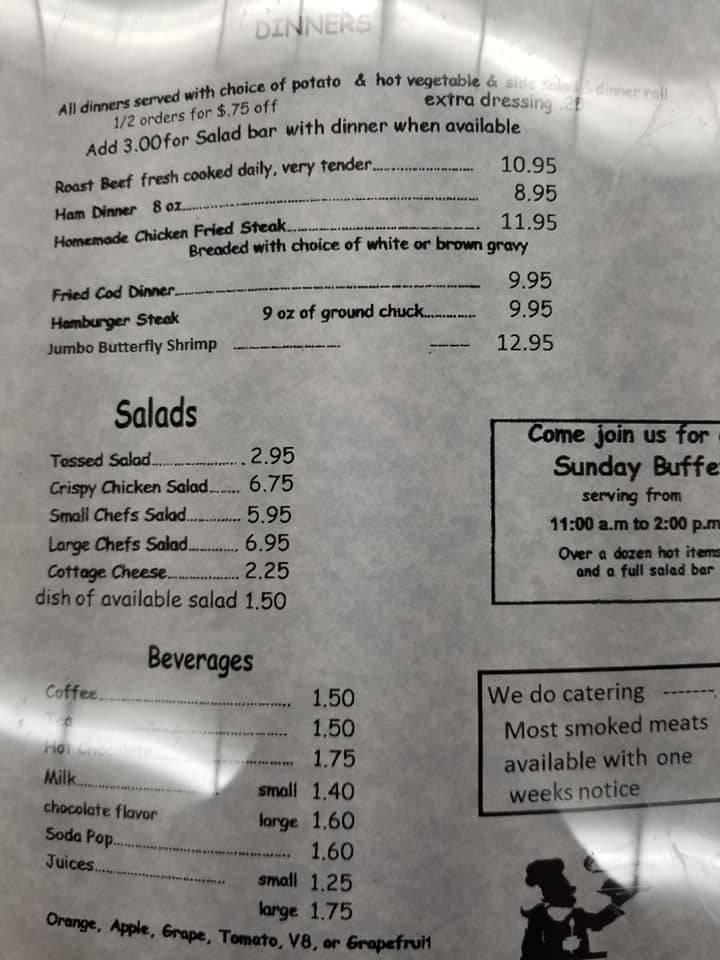 DINNERS
All dinners served with choice of potato & hot vegetable & side salad & dinner roll
1/2 orders for $.75 off extra dressing .25
Add 3.00for Salad bar with dinner when available
Roast Beef fresh cooked daily, very tender........................ 10.95
Ham Dinner 8 oz........................ 8.95
Homemade Chicken Fried Steak........................ 11.95
Breaded with choice of white or brown gravy
Fried Cod Dinner........................ 9.95
Hamburger Steak 9 oz of ground chuck............ 9.95
Jumbo Butterfly Shrimp -------------------- ---- 12.95
Salads
Tossed Salad........................ 2.95
Crispy Chicken Salad....... 6.75
Small Chefs Salad............. 5.95
Large Chefs Salad............ 6.95
Cottage Cheese.................. 2.25
dish of available salad 1.50
Come join us for
Sunday Buffe
serving from
11:00 a.m to 2:00 p.m
Over a dozen hot items
and a full salad bar
Beverages
Coffee........................ 1.50
Tea ........................ 1.50
Hot Chocolate ............ 1.75
Milk........................ small 1.40
chocolate flavor large 1.60
Soda Pop........................ 1.60
Juices........................ small 1.25
large 1.75
Orange, Apple, Grape, Tomato, V8, or Grapefruit
We do catering -------
Most smoked meats
available with one
weeks notice